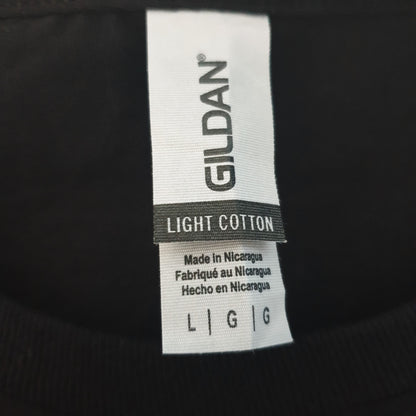 GILDAN®
LIGHT COTTON
Made in Nicaragua
Fabriqué au Nicaragua
Hecho en Nicaragua
L | G | G